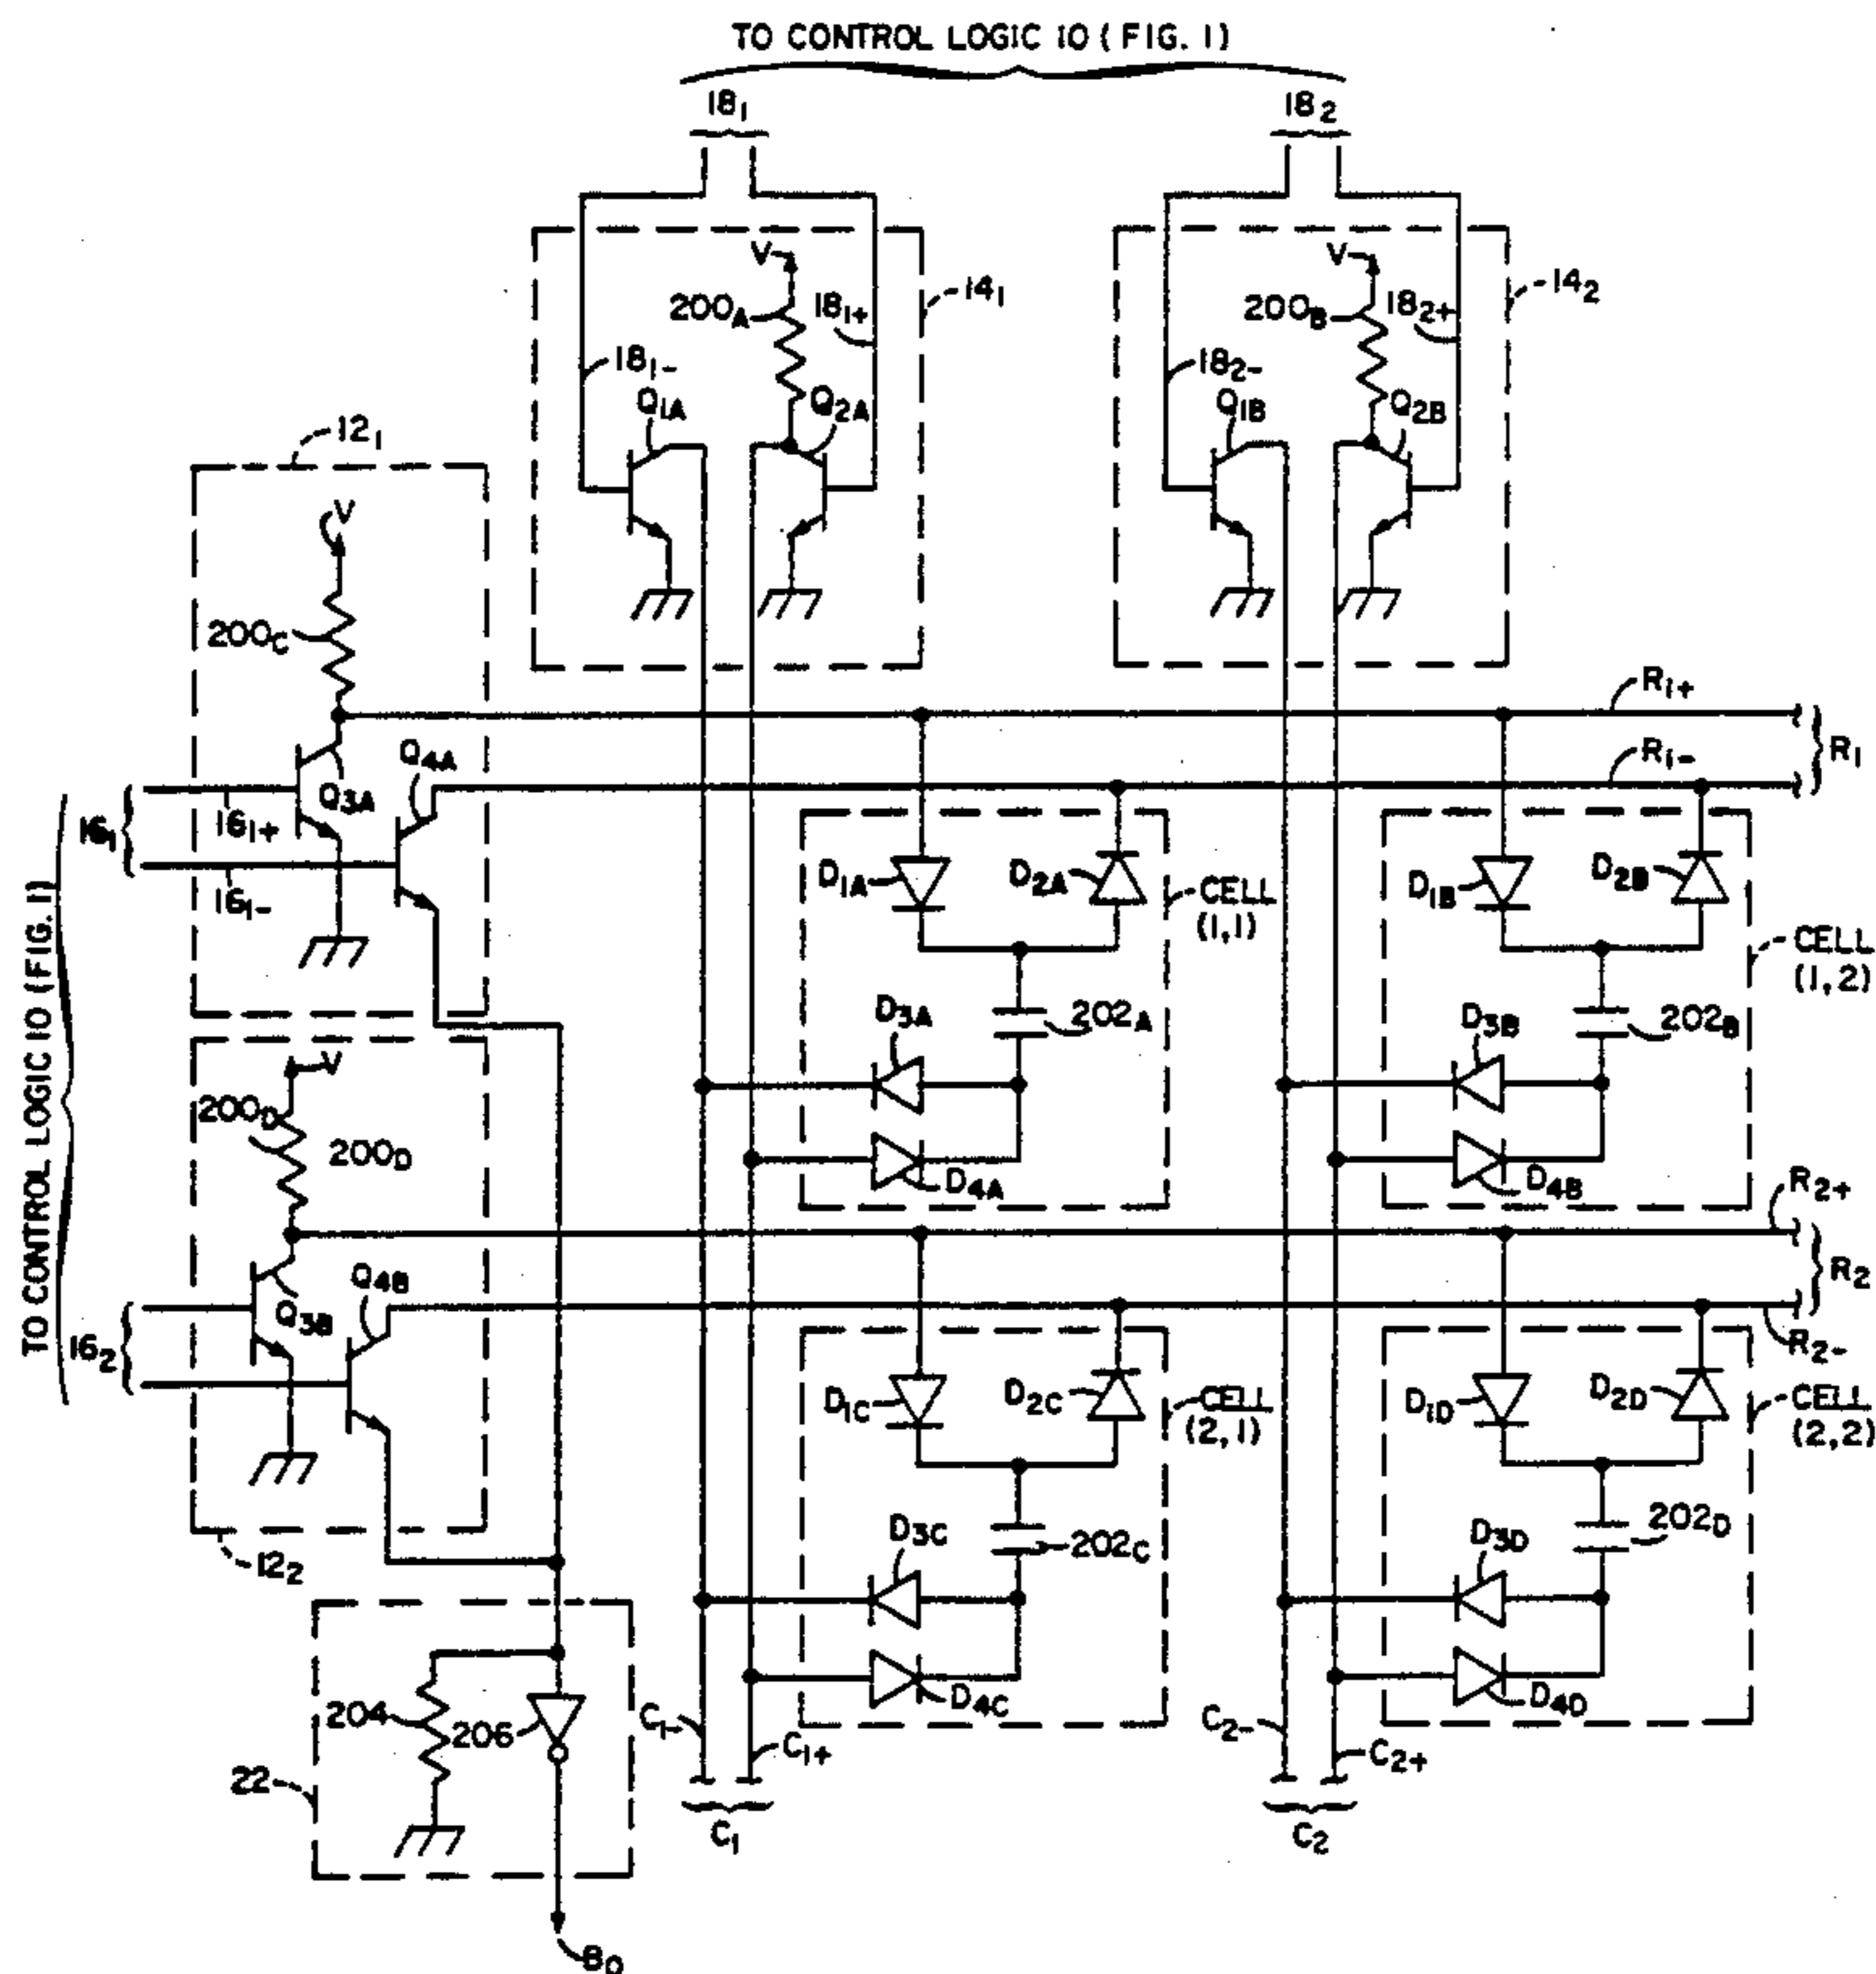 TO CONTROL LOGIC 10 (FIG. 1)
18₁
18₂
V
200A
18₁₊
14₁
V
200B
18₂₊
14₂
18₁₋
Q1A
Q2A
18₂₋
Q1B
Q2B
12₁
V
200C
R1+
R1-
R1
Q4A
Q3A
16₁
16₁₊
16₁₋
TO CONTROL LOGIC 10 (FIG. 1)
D1A
D2A
CELL
(1,1)
D1B
D2B
CELL
(1,2)
D3A
202A
D3B
202B
D4A
D4B
V
200D
200D
R2+
R2
R2-
Q4B
Q3B
16₂
D1C
D2C
CELL
(2,1)
D1D
D2D
CELL
(2,2)
D3C
202C
D3D
202D
12₂
D4C
D4D
204
206
C1-
C1+
C2-
C2+
22
C1
C2
B0